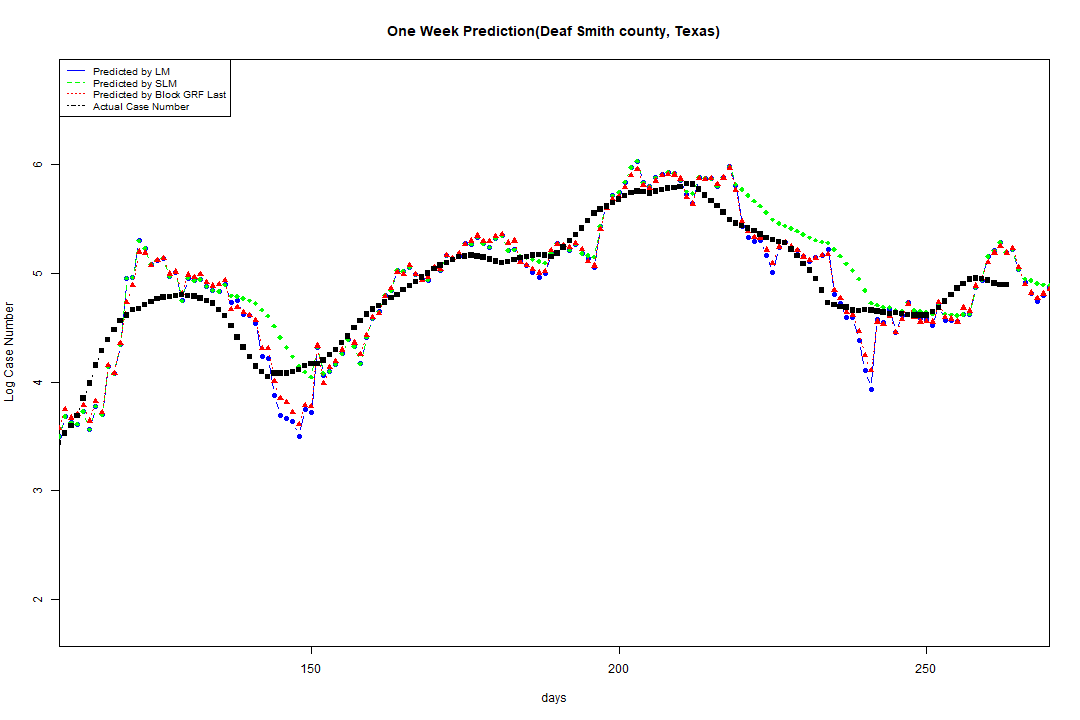 One Week Prediction(Deaf Smith county, Texas)
Predicted by LM
Predicted by SLM
Predicted by Block GRF Last
Actual Case Number
6
5
4
3
2
Log Case Number
150
200
250
days